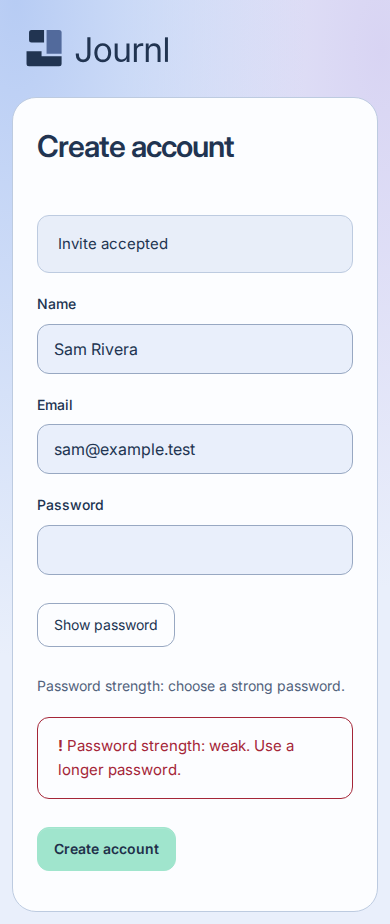 Journl
Create account
Invite accepted
Name
Sam Rivera
Email
sam@example.test
Password
Show password
Password strength: choose a strong password.
! Password strength: weak. Use a
longer password.
Create account